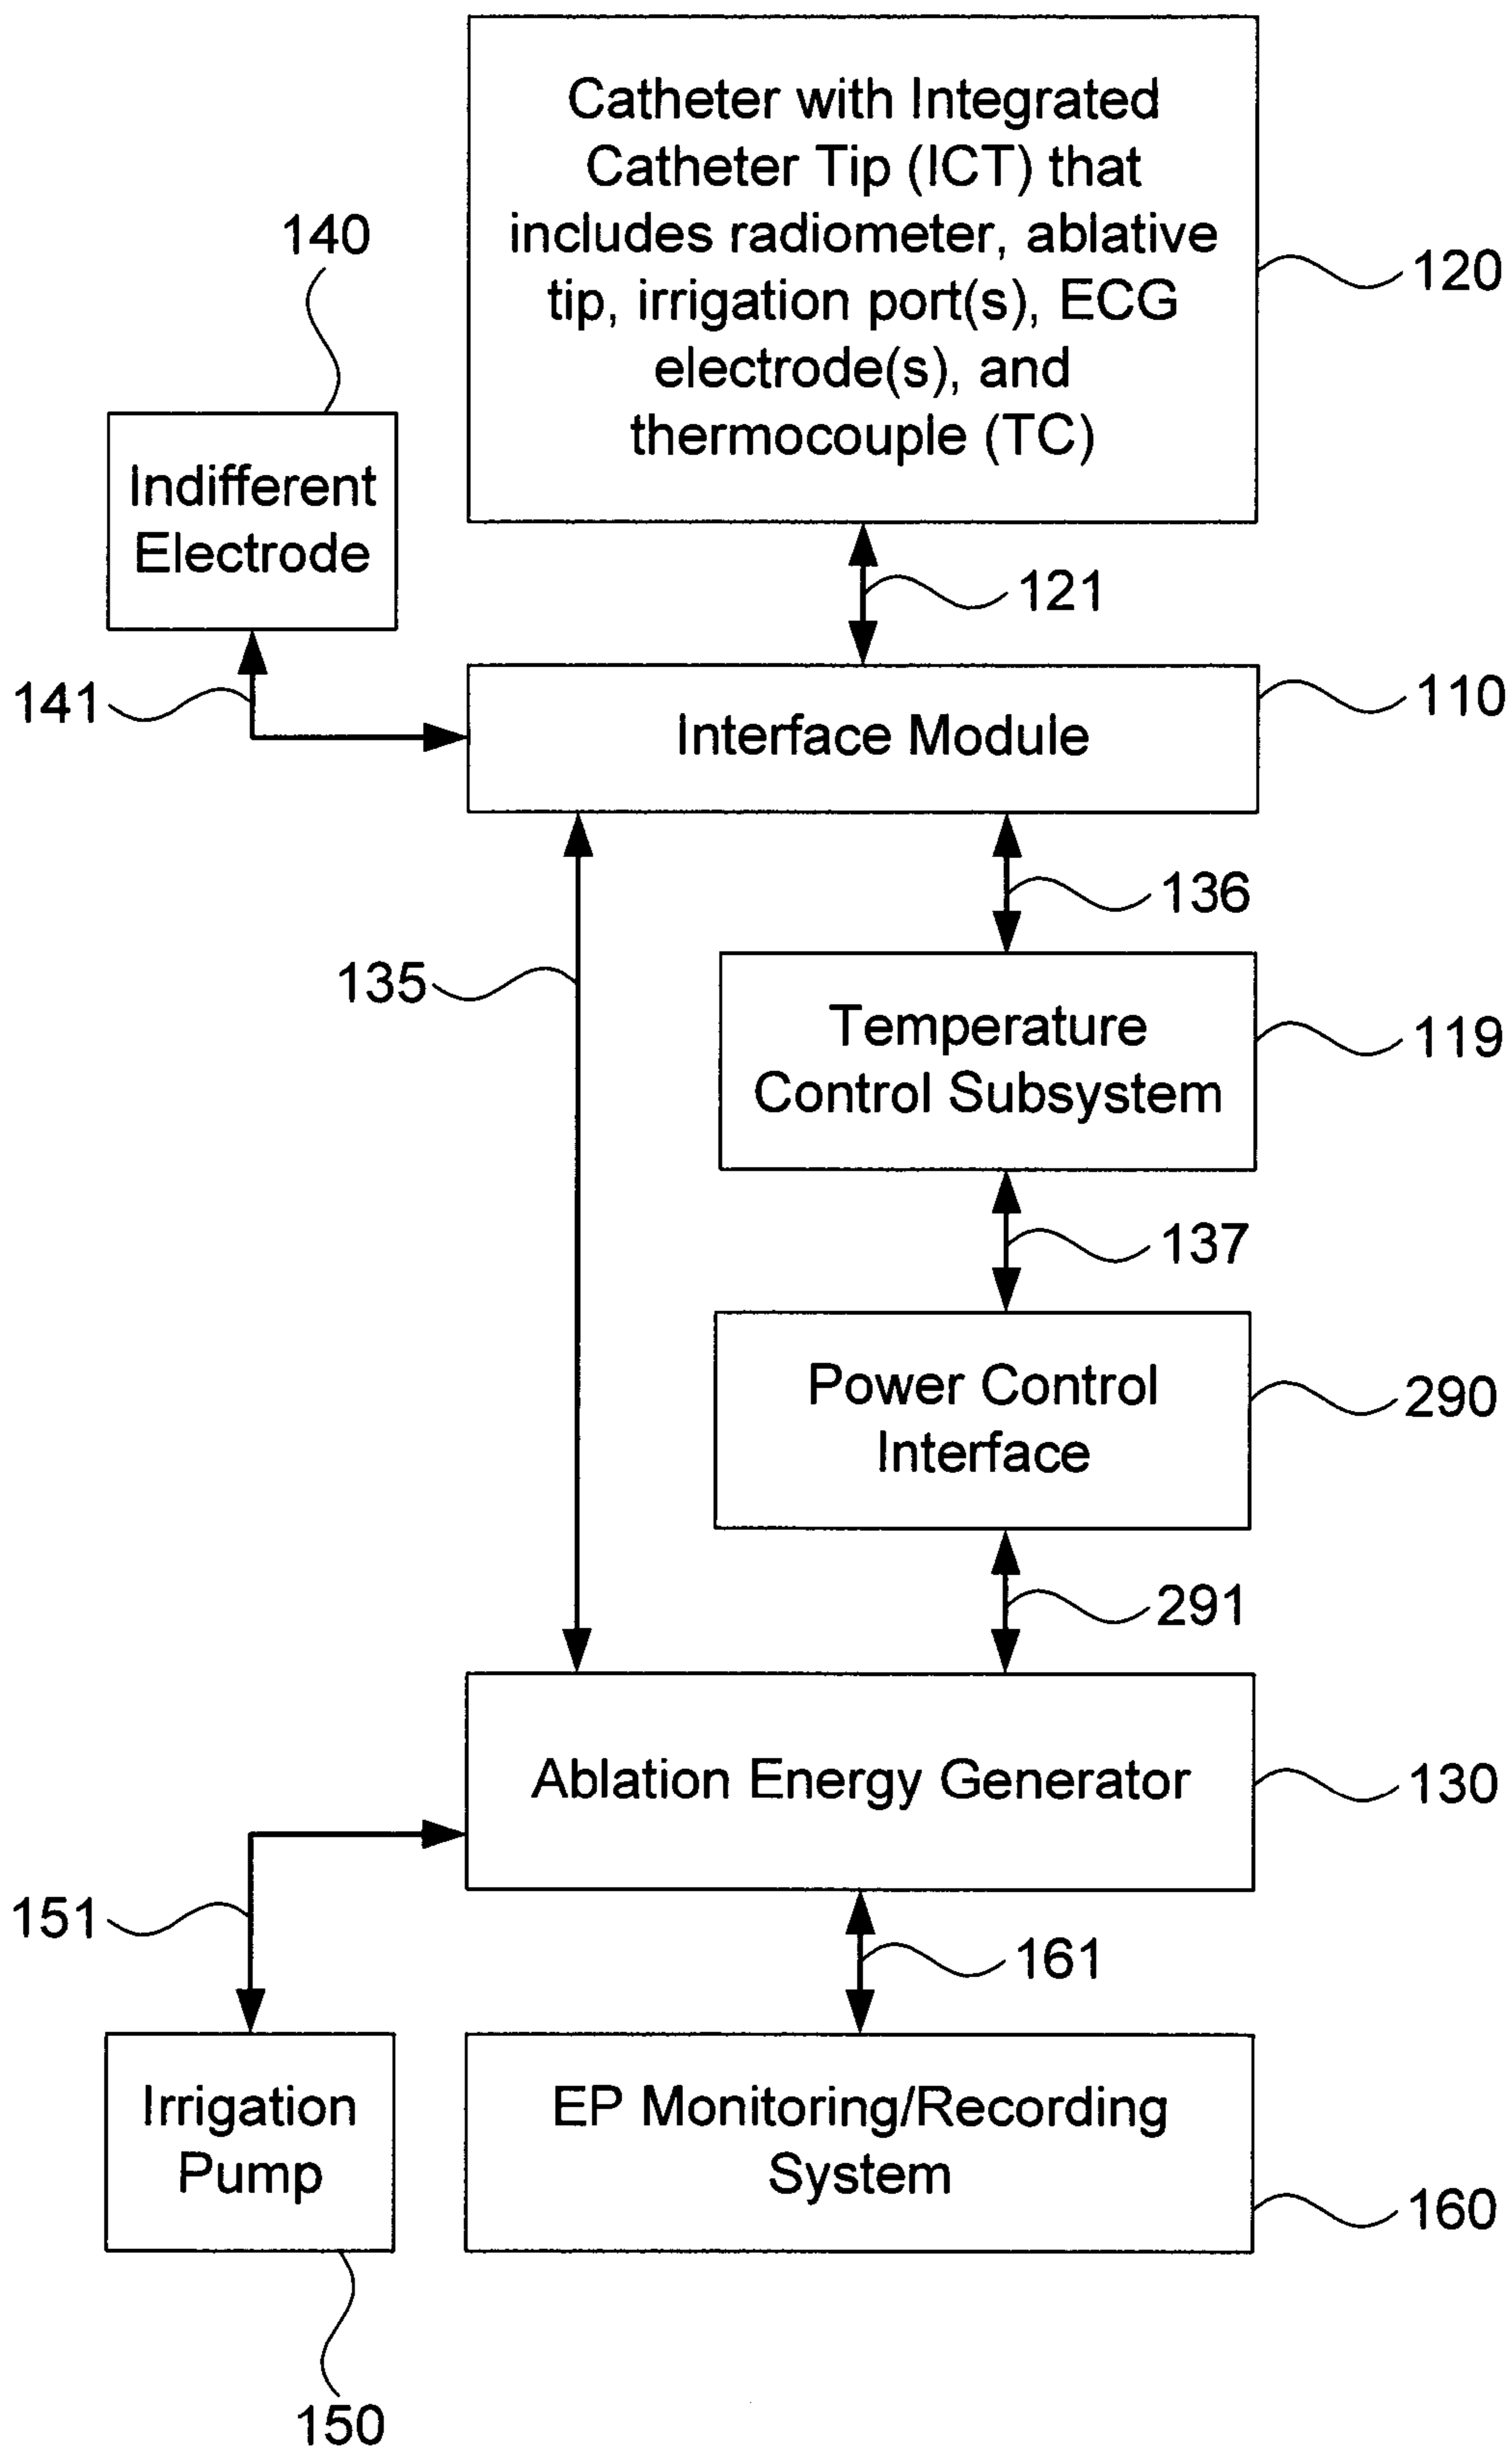 Catheter with Integrated
Catheter Tip (ICT) that
includes radiometer, ablative
tip, irrigation port(s), ECG
electrode(s), and
thermocouple (TC)
120
140
Indifferent
Electrode
121
141
Interface Module
110
136
135
Temperature
Control Subsystem
119
137
Power Control
Interface
290
291
Ablation Energy Generator
130
151
161
Irrigation
Pump
EP Monitoring/Recording
System
160
150